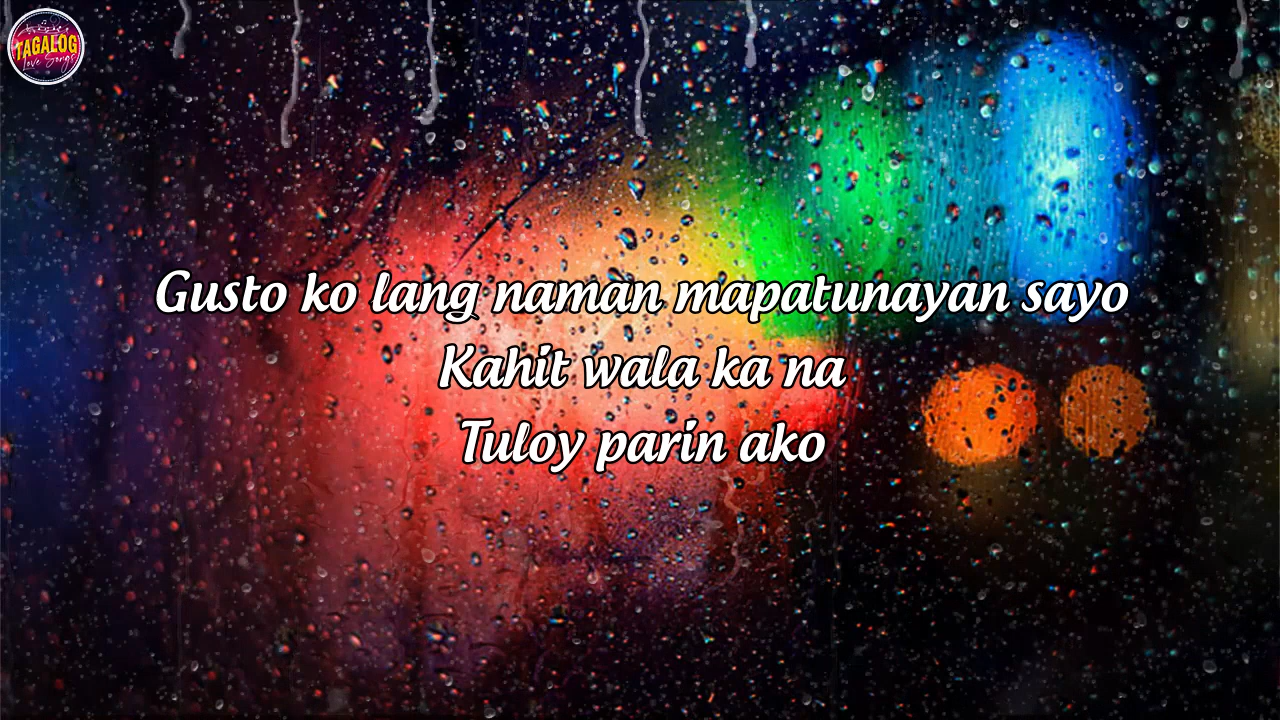 TAGALOG
Love Songs
Gusto ko lang naman mapatunayan sayo
Kahit wala ka na
Tuloy parin ako